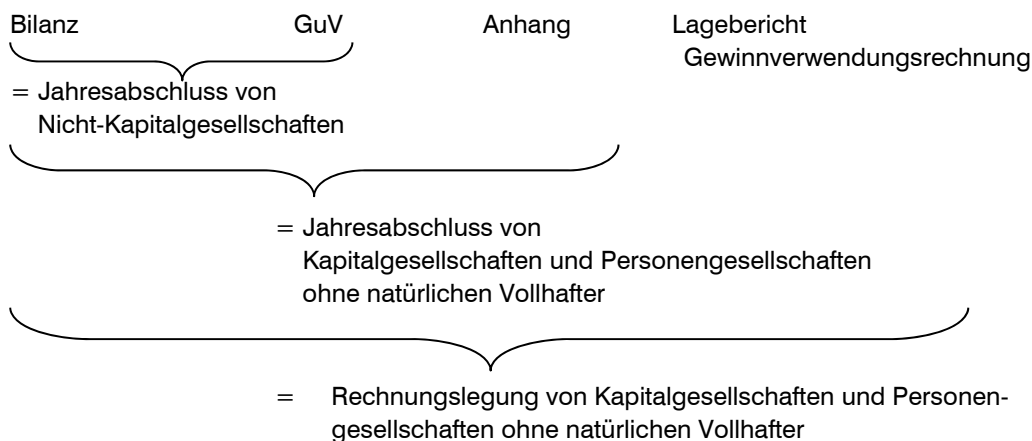 Bilanz GuV Anhang Lagebericht
Gewinnverwendungsrechnung
= Jahresabschluss von
Nicht-Kapitalgesellschaften
= Jahresabschluss von
Kapitalgesellschaften und Personengesellschaften
ohne natürlichen Vollhafter
= Rechnungslegung von Kapitalgesellschaften und Personen-
gesellschaften ohne natürlichen Vollhafter